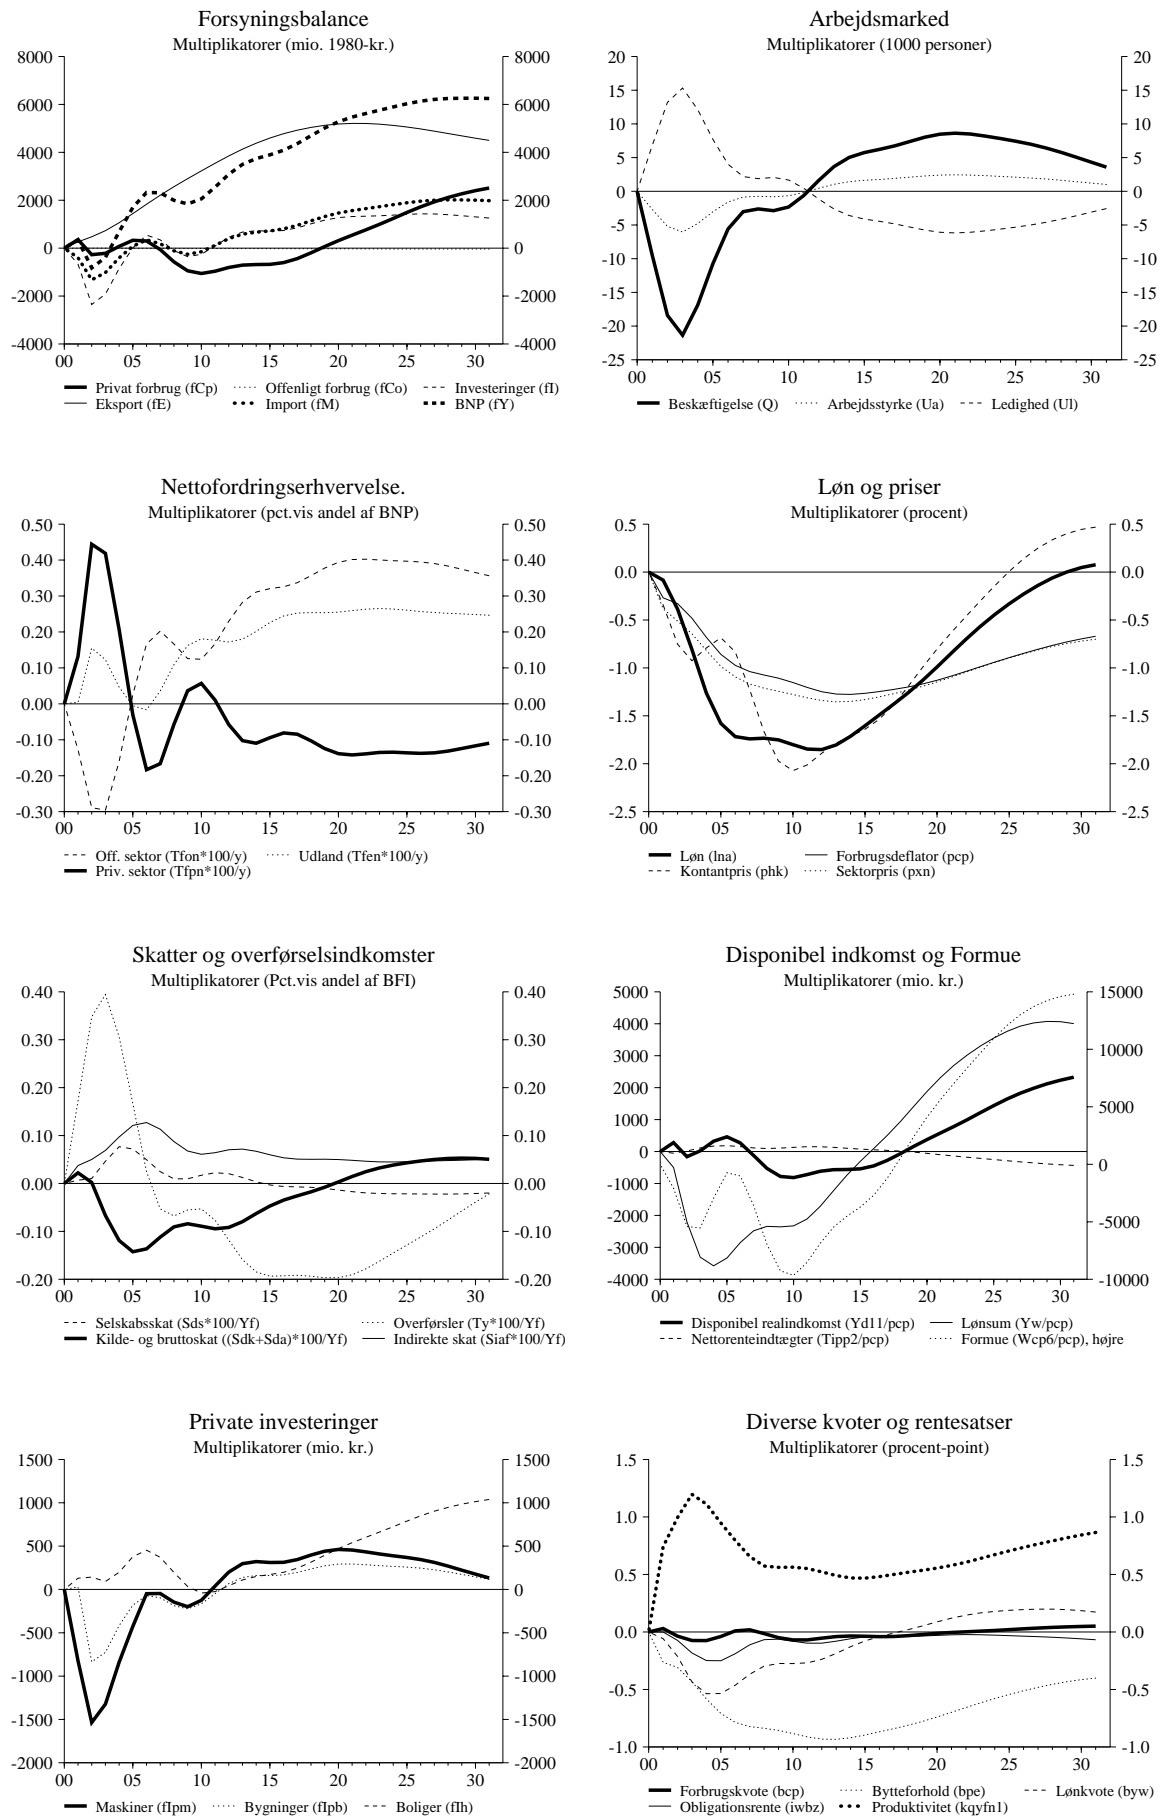 Forsyningsbalance
Multiplikatorer (mio. 1980-kr.)
8000 8000
6000 6000
4000 4000
2000 2000
0 0
-2000 -2000
-4000 -4000
00 05 10 15 20 25 30
Privat forbrug (fCp) Offenligt forbrug (fCo) Investeringer (fI)
Eksport (fE) Import (fM) BNP (fY)
Arbejdsmarked
Multiplikatorer (1000 personer)
20 20
15 15
10 10
5 5
0 0
-5 -5
-10 -10
-15 -15
-20 -20
-25 -25
00 05 10 15 20 25 30
Beskæftigelse (Q) Arbejdsstyrke (Ua) Ledighed (Ul)
Nettofordringserhvervelse.
Multiplikatorer (pct.vis andel af BNP)
0.50 0.50
0.40 0.40
0.30 0.30
0.20 0.20
0.10 0.10
0.00 0.00
-0.10 -0.10
-0.20 -0.20
-0.30 -0.30
00 05 10 15 20 25 30
Off. sektor (Tfon*100/y) Udland (Tfen*100/y)
Priv. sektor (Tfpn*100/y)
Løn og priser
Multiplikatorer (procent)
0.5 0.5
0.0 0.0
-0.5 -0.5
-1.0 -1.0
-1.5 -1.5
-2.0 -2.0
-2.5 -2.5
00 05 10 15 20 25 30
Løn (lna) Forbrugsdeflator (pcp)
Kontantpris (phk) Sektorpris (pxn)
Skatter og overførselsindkomster
Multiplikatorer (Pct.vis andel af BFI)
0.40 0.40
0.30 0.30
0.20 0.20
0.10 0.10
0.00 0.00
-0.10 -0.10
-0.20 -0.20
00 05 10 15 20 25 30
Selskabsskat (Sds*100/Yf) Overførsler (Ty*100/Yf)
Kilde- og bruttoskat ((Sdk+Sda)*100/Yf) Indirekte skat (Siaf*100/Yf)
Disponibel indkomst og Formue
Multiplikatorer (mio. kr.)
5000 15000
4000
3000 10000
2000
1000 5000
0
-1000 0
-2000 -5000
-3000
-4000 -10000
00 05 10 15 20 25 30
Disponibel realindkomst (Yd11/pcp) Lønsum (Yw/pcp)
Nettorenteindtægter (Tipp2/pcp) Formue (Wcp6/pcp), højre
Private investeringer
Multiplikatorer (mio. kr.)
1500 1500
1000 1000
500 500
0 0
-500 -500
-1000 -1000
-1500 -1500
-2000 -2000
00 05 10 15 20 25 30
Maskiner (fIpm) Bygninger (fIpb) Boliger (fIh)
Diverse kvoter og rentesatser
Multiplikatorer (procent-point)
1.5 1.5
1.0 1.0
0.5 0.5
0.0 0.0
-0.5 -0.5
-1.0 -1.0
00 05 10 15 20 25 30
Forbrugskvote (bcp) Bytteforhold (bpe) Lønkvote (byw)
Obligationsrente (iwbz) Produktivitet (kqyfn1)